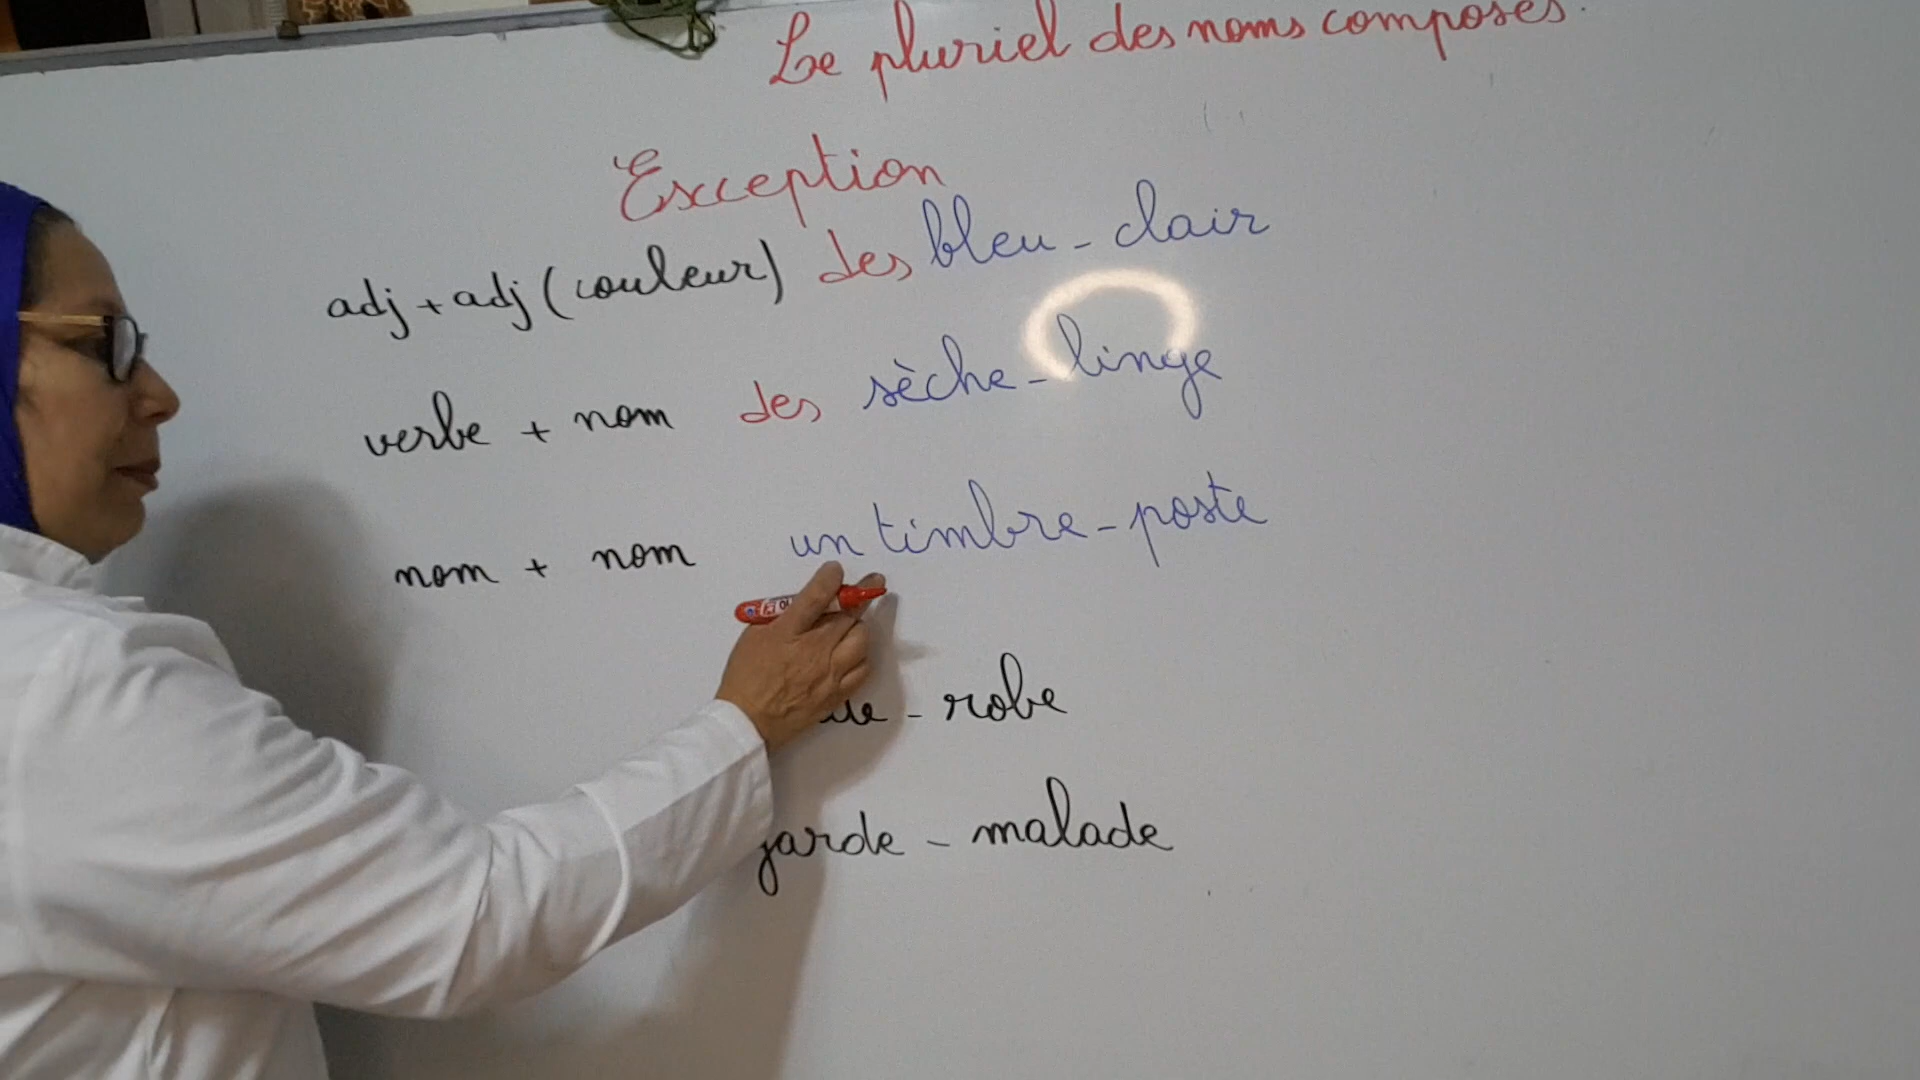 Le pluriel des noms composés.
Exception
adj + adj (couleur) des bleu - clair
verbe + nom des sèche - linge
nom + nom un timbre - poste
- robe
garde - malade